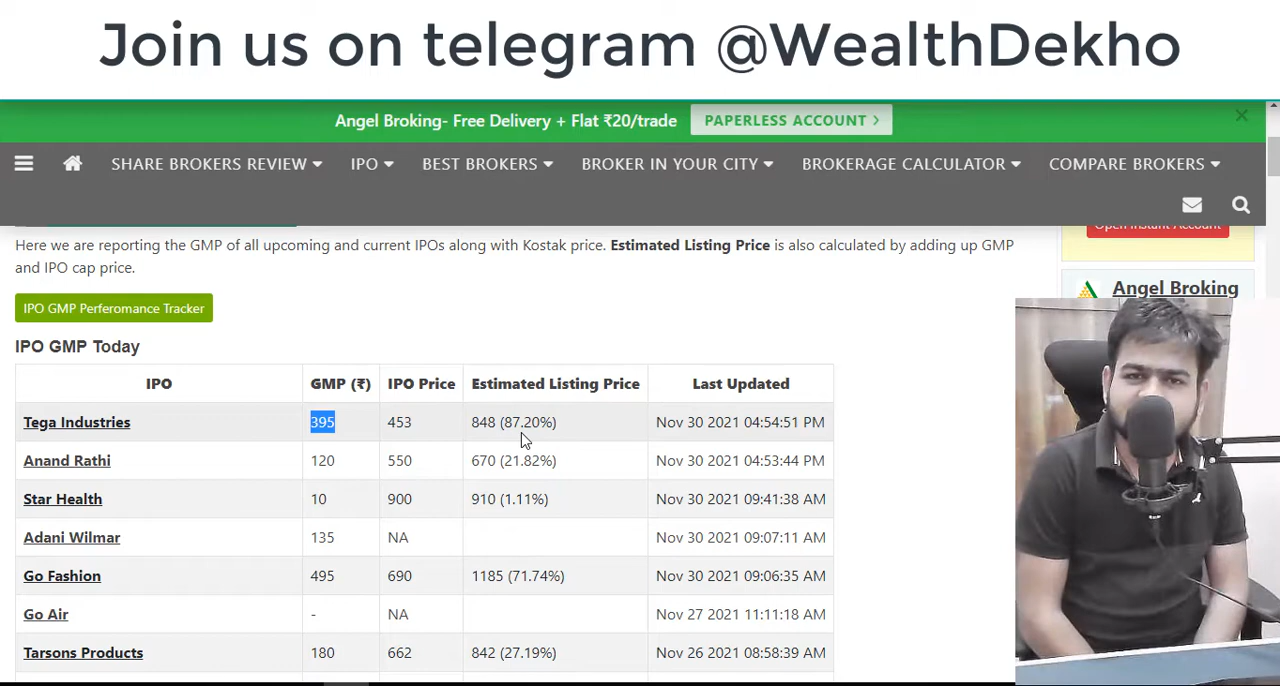 Join us on telegram @WealthDekho
Angel Broking- Free Delivery + Flat ₹20/trade PAPERLESS ACCOUNT >
SHARE BROKERS REVIEW IPO BEST BROKERS BROKER IN YOUR CITY BROKERAGE CALCULATOR COMPARE BROKERS
Here we are reporting the GMP of all upcoming and current IPOs along with Kostak price. Estimated Listing Price is also calculated by adding up GMP
and IPO cap price.
Open Instant Account
Angel Broking
IPO GMP Perferomance Tracker
IPO GMP Today
IPO GMP (₹) IPO Price Estimated Listing Price Last Updated
Tega Industries 395 453 848 (87.20%) Nov 30 2021 04:54:51 PM
Anand Rathi 120 550 670 (21.82%) Nov 30 2021 04:53:44 PM
Star Health 10 900 910 (1.11%) Nov 30 2021 09:41:38 AM
Adani Wilmar 135 NA Nov 30 2021 09:07:11 AM
Go Fashion 495 690 1185 (71.74%) Nov 30 2021 09:06:35 AM
Go Air - NA Nov 27 2021 11:11:18 AM
Tarsons Products 180 662 842 (27.19%) Nov 26 2021 08:58:39 AM